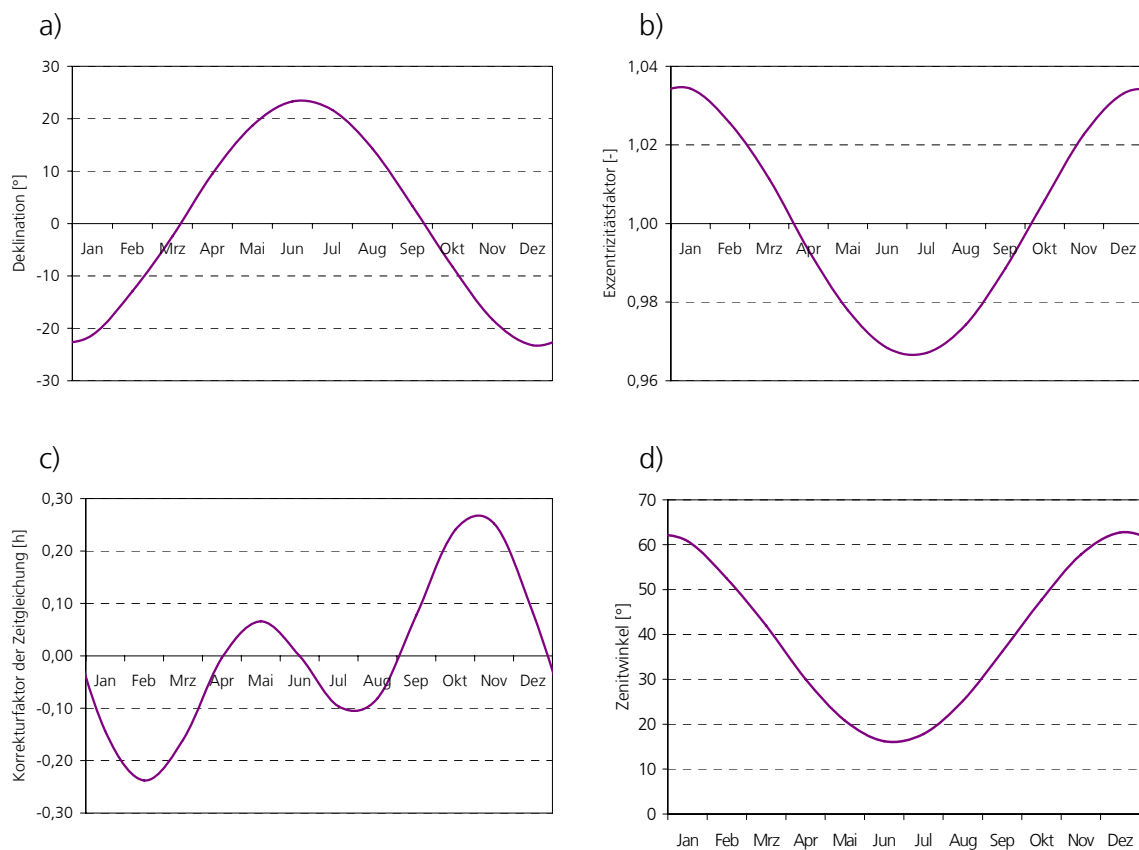 a)
30
20
10
0
-10
-20
-30
Deklination [°]
Jan Feb Mrz Apr Mai Jun Jul Aug Sep Okt Nov Dez
b)
1,04
1,02
1,00
0,98
0,96
Exzentrizitätsfaktor [-]
Jan Feb Mrz Apr Mai Jun Jul Aug Sep Okt Nov Dez
c)
0,30
0,20
0,10
0,00
-0,10
-0,20
-0,30
Korrekturfaktor der Zeitgleichung [h]
Jan Feb Mrz Apr Mai Jun Jul Aug Sep Okt Nov Dez
d)
70
60
50
40
30
20
10
0
Zenitwinkel [°]
Jan Feb Mrz Apr Mai Jun Jul Aug Sep Okt Nov Dez